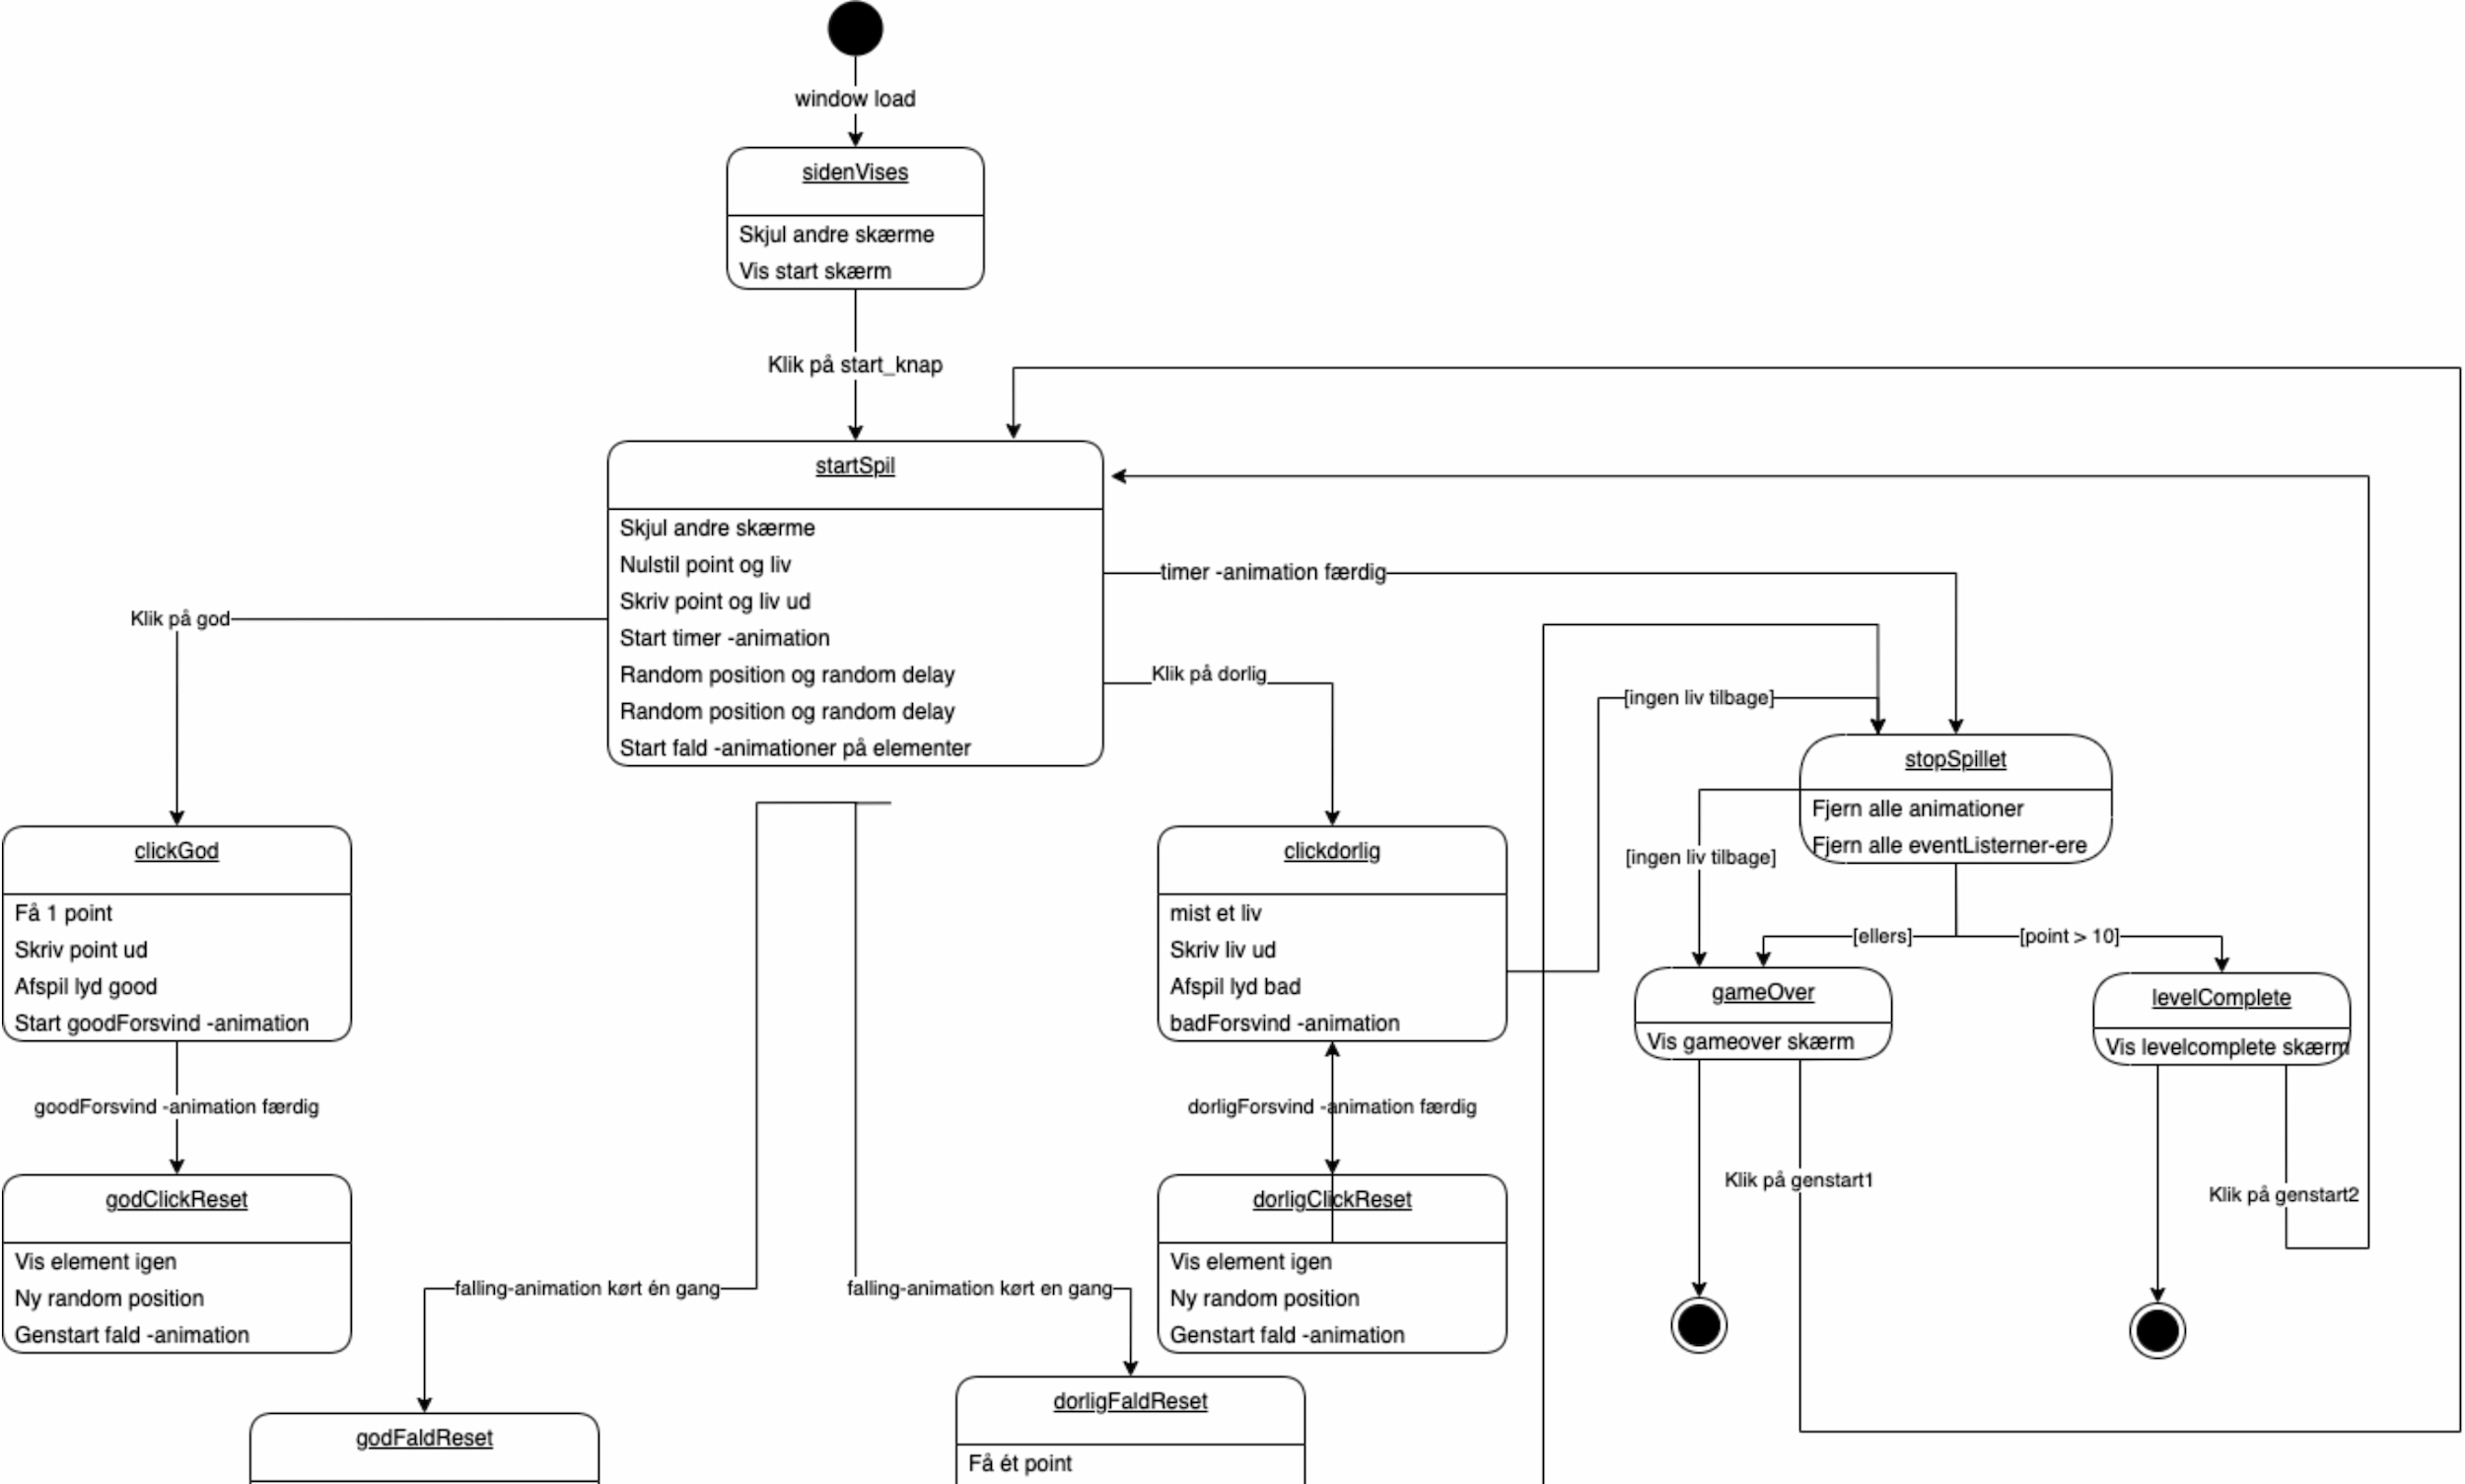 window load
sidenVises
Skjul andre skærme
Vis start skærm
Klik på start_knap
startSpil
Skjul andre skærme
Nulstil point og liv
Skriv point og liv ud
Start timer -animation
Random position og random delay
Random position og random delay
Start fald -animationer på elementer
timer -animation færdig
Klik på god
Klik på dorlig
[ingen liv tilbage]
stopSpillet
Fjern alle animationer
Fjern alle eventListerner-ere
[ingen liv tilbage]
[ellers]
[point > 10]
clickGod
Få 1 point
Skriv point ud
Afspil lyd good
Start goodForsvind -animation
clickdorlig
mist et liv
Skriv liv ud
Afspil lyd bad
badForsvind -animation
gameOver
Vis gameover skærm
levelComplete
Vis levelcomplete skærm
goodForsvind -animation færdig
dorligForsvind -animation færdig
Klik på genstart1
Klik på genstart2
godClickReset
Vis element igen
Ny random position
Genstart fald -animation
dorligClickReset
Vis element igen
Ny random position
Genstart fald -animation
falling-animation kørt én gang
falling-animation kørt en gang
godFaldReset
dorligFaldReset
Få ét point